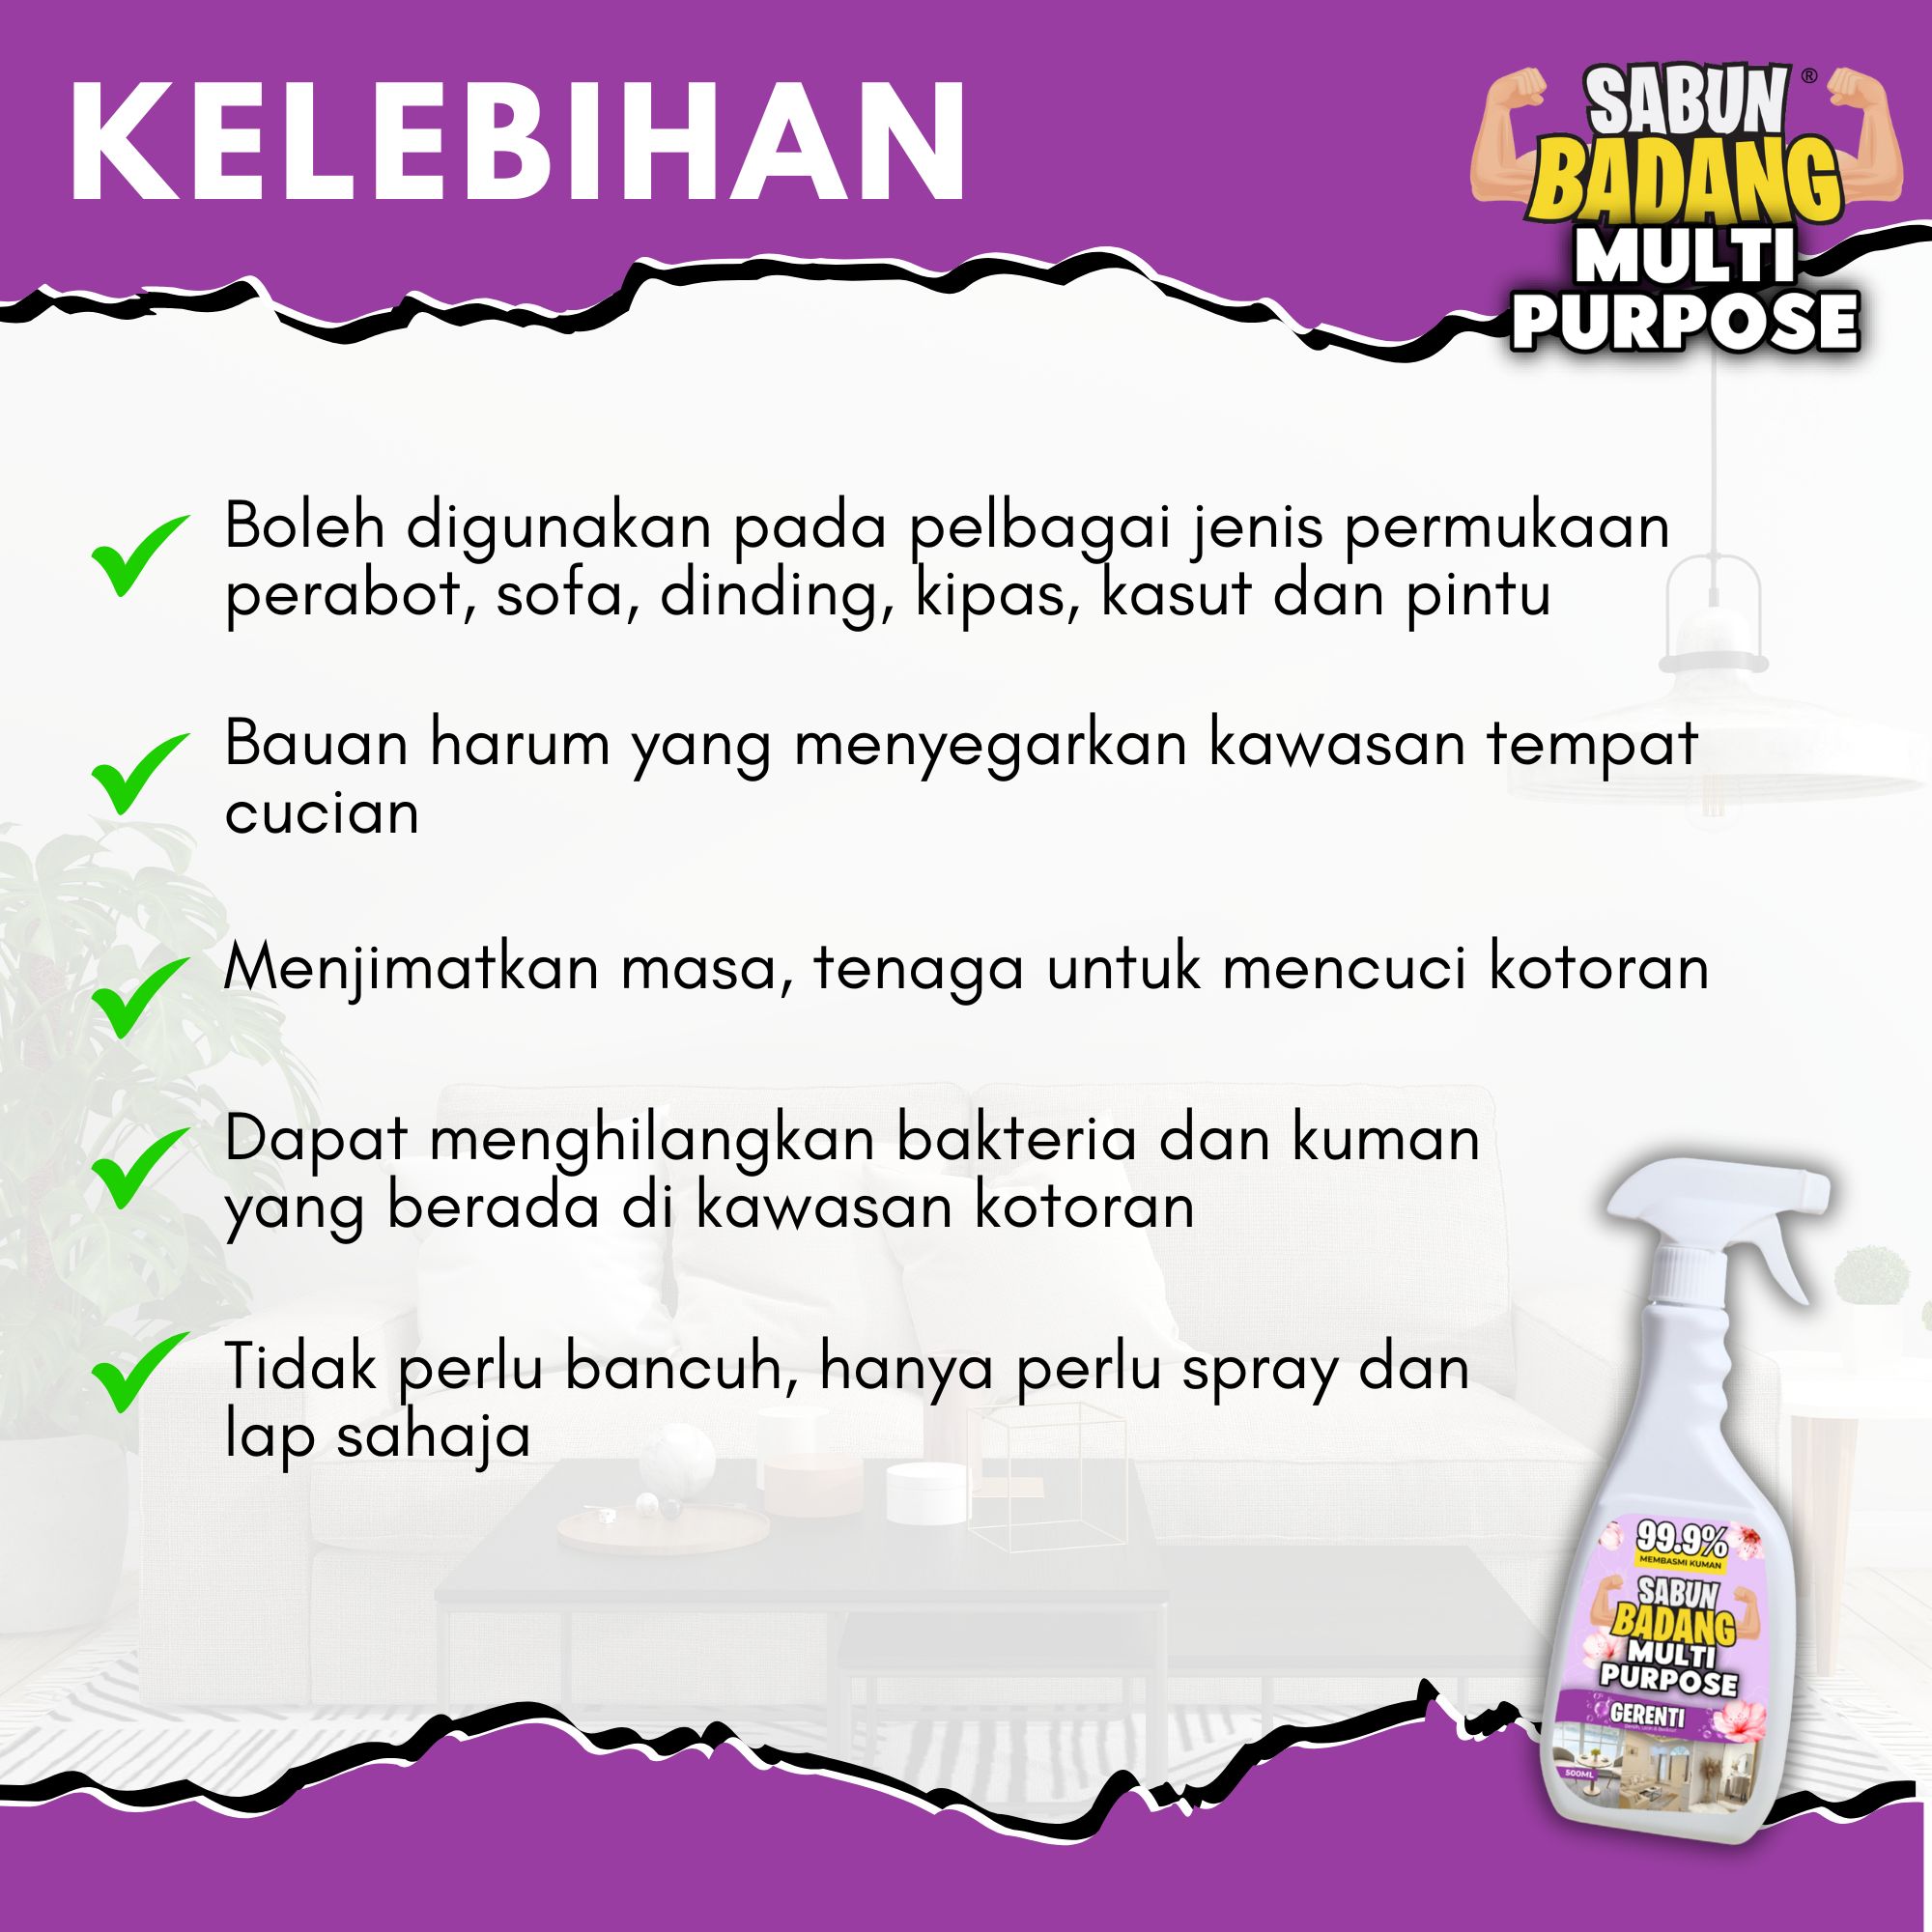 KELEBIHAN
SABUN ®
BADANG
MULTI
PURPOSE
Boleh digunakan pada pelbagai jenis permukaan
perabot, sofa, dinding, kipas, kasut dan pintu
Bauan harum yang menyegarkan kawasan tempat
cucian
Menjimatkan masa, tenaga untuk mencuci kotoran
Dapat menghilangkan bakteria dan kuman
yang berada di kawasan kotoran
Tidak perlu bancuh, hanya perlu spray dan
lap sahaja
99.9%
MEMBASMI KUMAN
SABUN
BADANG
MULTI
PURPOSE
GERENTI
500ML